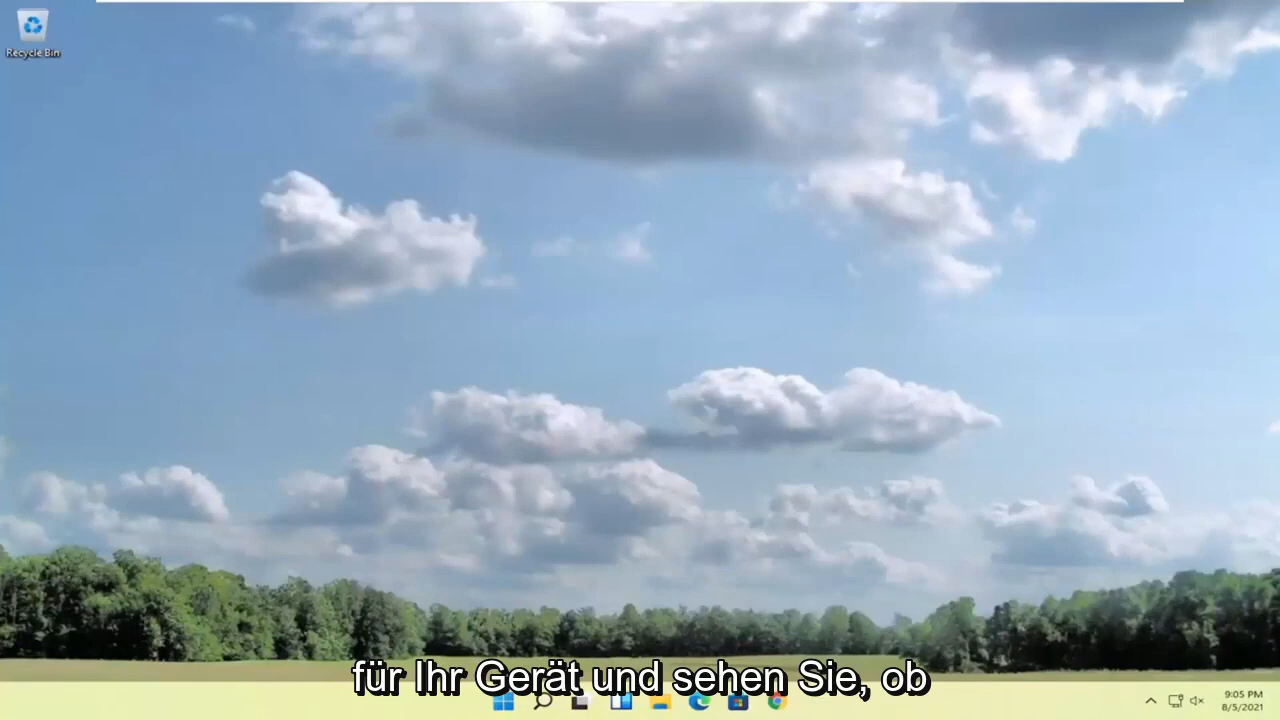 Recycle Bin
für Ihr Gerät und sehen Sie, ob
9:05 PM
8/5/2021